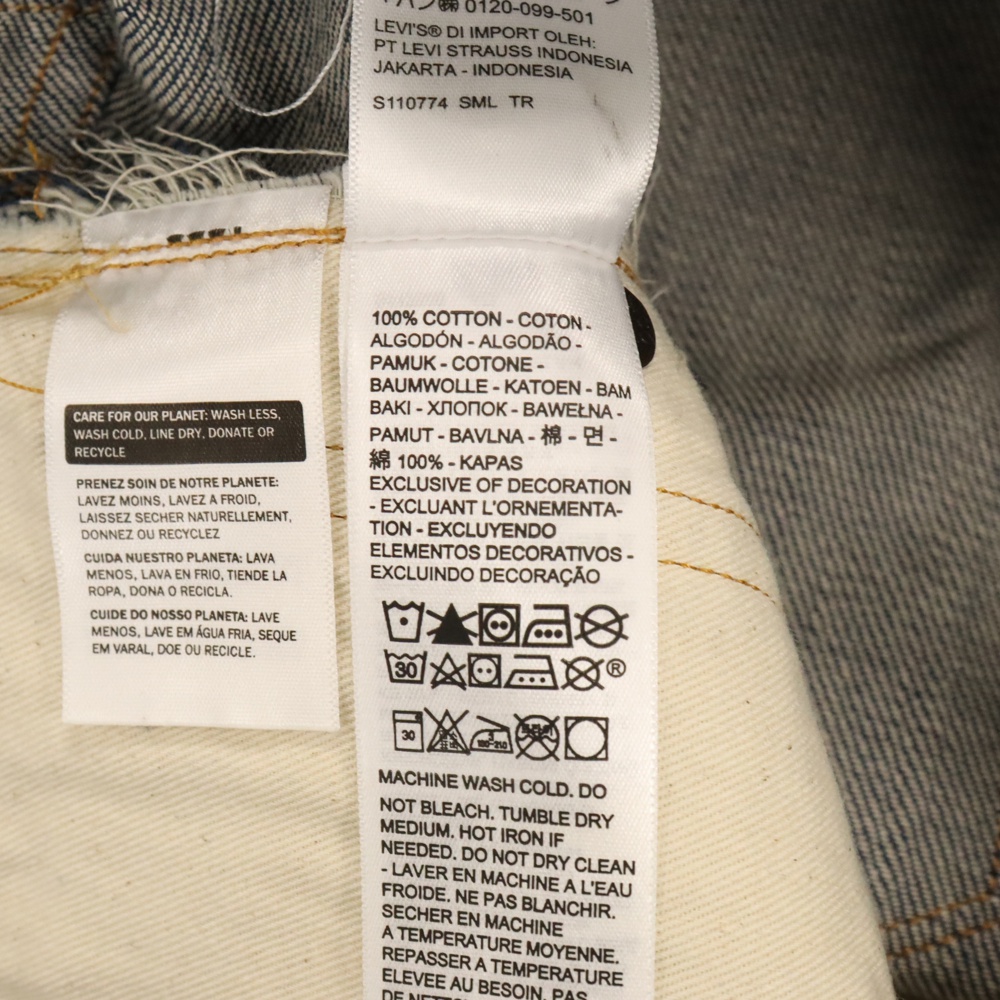 0120-099-501
LEVI'S® DI IMPORT OLEH:
PT LEVI STRAUSS INDONESIA
JAKARTA - INDONESIA
S110774 SML TR
CARE FOR OUR PLANET: WASH LESS,
WASH COLD, LINE DRY, DONATE OR
RECYCLE
PRENEZ SOIN DE NOTRE PLANETE:
LAVEZ MOINS, LAVEZ A FROID,
LAISSEZ SECHER NATURELLEMENT,
DONNEZ OU RECYCLEZ
CUIDA NUESTRO PLANETA: LAVA
MENOS, LAVA EN FRIO, TIENDE LA
ROPA, DONA O RECICLA.
CUIDE DO NOSSO PLANETA: LAVE
MENOS, LAVE EM ÁGUA FRIA, SEQUE
EM VARAL, DOE OU RECICLE.
100% COTTON - COTON -
ALGODÓN - ALGODÃO -
PAMUK - COTONE -
BAUMWOLLE - KATOEN - BAM
BAKI - ХЛОПОК - BAWEŁNA -
PAMUT - BAVLNA - 棉 - 면 -
綿 100% - KAPAS
EXCLUSIVE OF DECORATION
- EXCLUANT L'ORNEMENTA-
TION - EXCLUYENDO
ELEMENTOS DECORATIVOS -
EXCLUINDO DECORAÇÃO
30 ®
30 3
MACHINE WASH COLD. DO
NOT BLEACH. TUMBLE DRY
MEDIUM. HOT IRON IF
NEEDED. DO NOT DRY CLEAN
- LAVER EN MACHINE A L'EAU
FROIDE. NE PAS BLANCHIR.
SECHER EN MACHINE
A TEMPERATURE MOYENNE.
REPASSER A TEMPERATURE
ELEVEE AU BESOIN. PAS